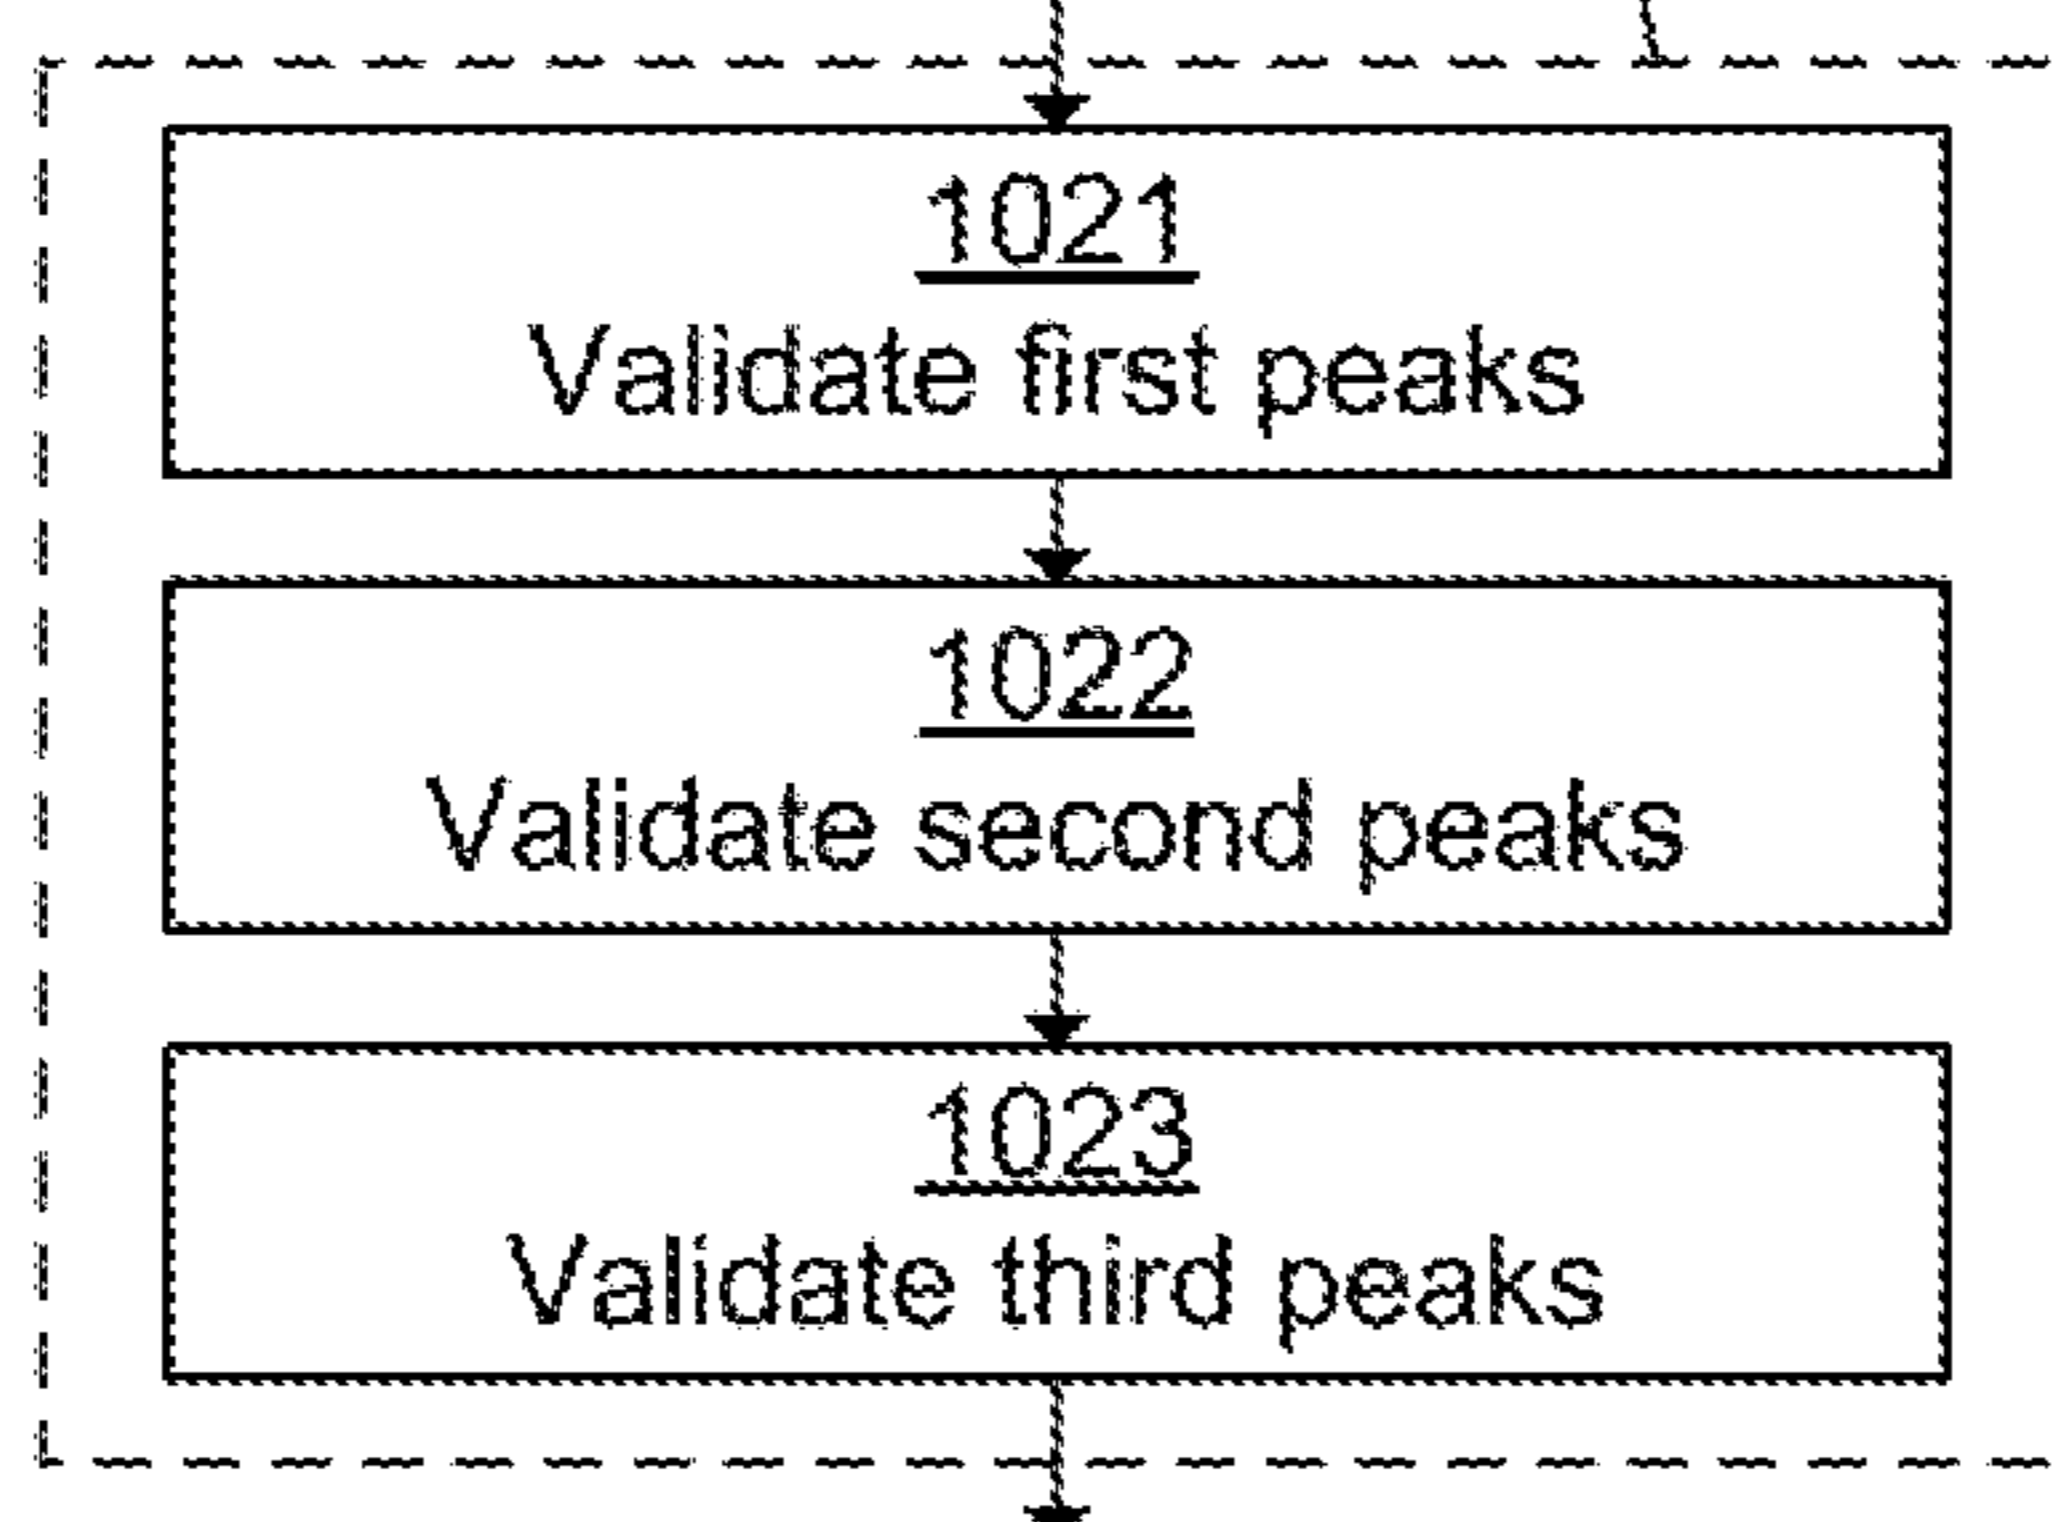 1021
Validate first peaks
1022
Validate second peaks
1023
Validate third peaks